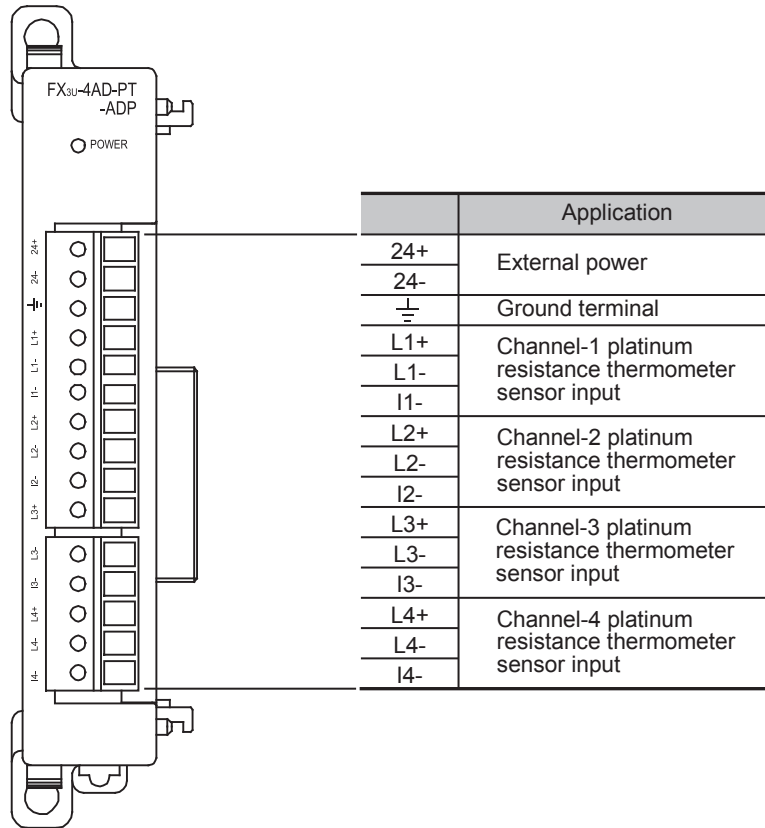 FX3U-4AD-PT
-ADP
POWER
24+
24-
⏚
L1+
L1-
I1-
L2+
L2-
I2-
L3+
L3-
I3-
L4+
L4-
I4-
Application
24+
24-
External power
⏚
Ground terminal
L1+
L1-
I1-
Channel-1 platinum
resistance thermometer
sensor input
L2+
L2-
I2-
Channel-2 platinum
resistance thermometer
sensor input
L3+
L3-
I3-
Channel-3 platinum
resistance thermometer
sensor input
L4+
L4-
I4-
Channel-4 platinum
resistance thermometer
sensor input